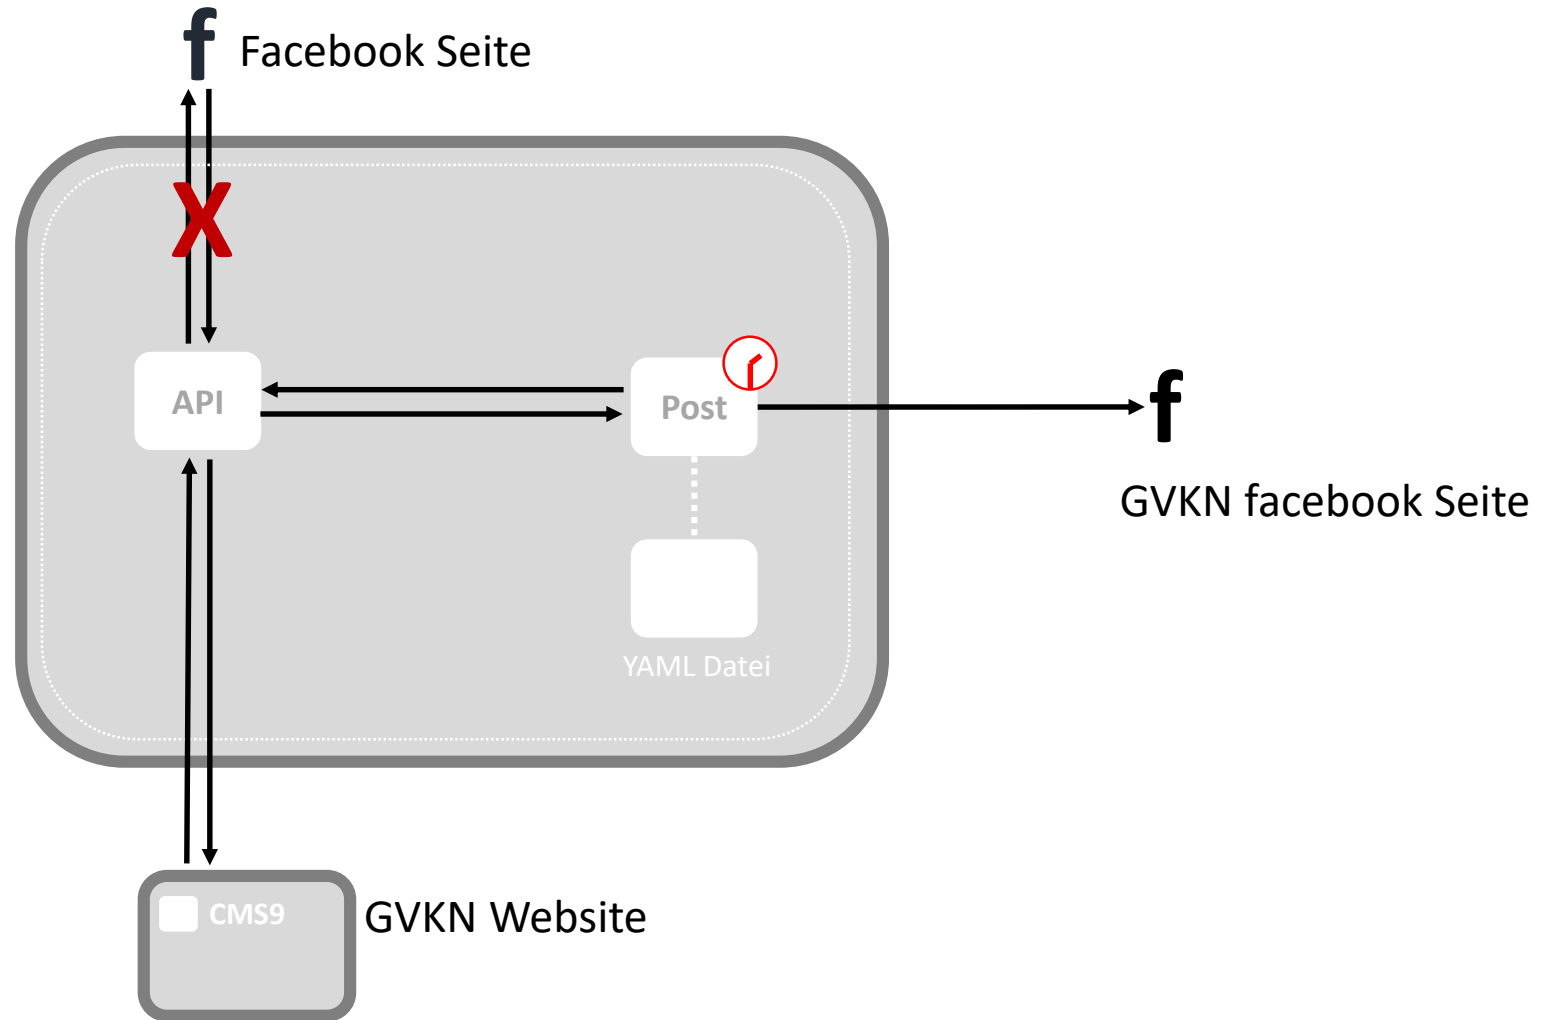 f Facebook Seite
X
API
Post
f
GVKN facebook Seite
YAML Datei
CMS9
GVKN Website